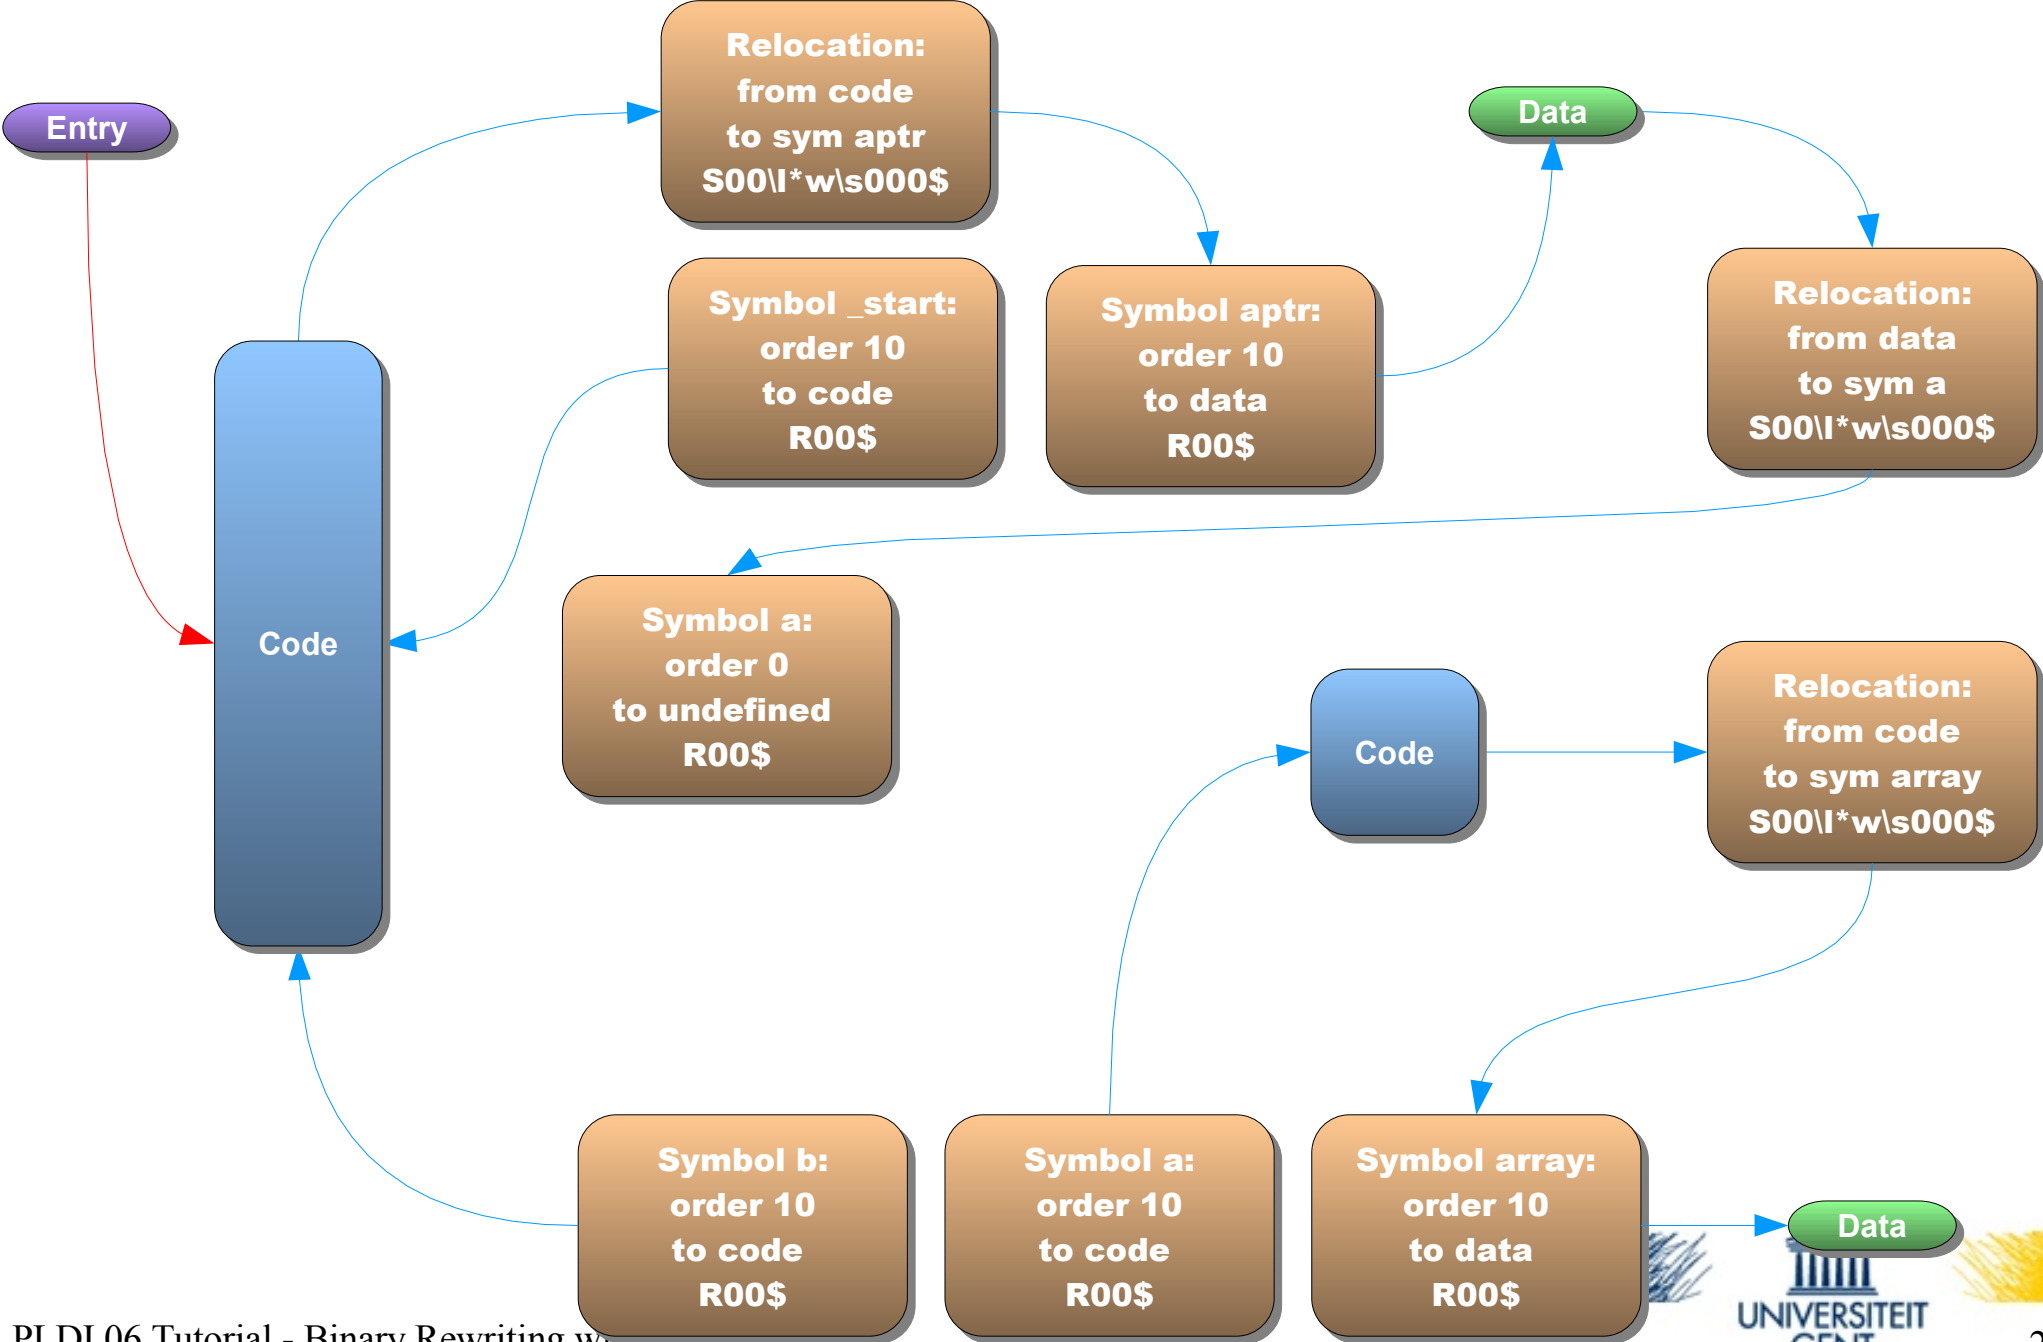 Relocation:
from code
to sym aptr
S00\l*w\s000$
Entry
Data
Symbol _start:
order 10
to code
R00$
Symbol aptr:
order 10
to data
R00$
Relocation:
from data
to sym a
S00\l*w\s000$
Code
Symbol a:
order 0
to undefined
R00$
Code
Relocation:
from code
to sym array
S00\l*w\s000$
Symbol b:
order 10
to code
R00$
Symbol a:
order 10
to code
R00$
Symbol array:
order 10
to data
R00$
Data
UNIVERSITEIT
GENT
PLDI 06 Tutorial - Binary Rewriting